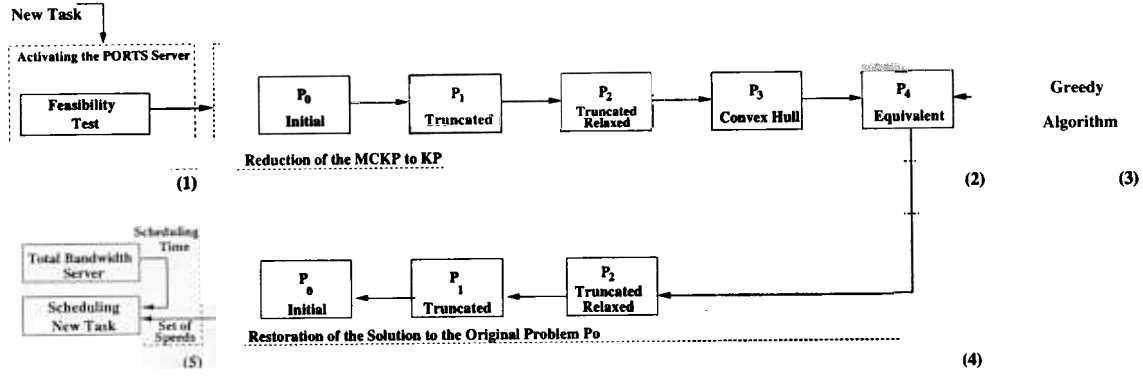 New Task
Activating the PORTS Server
Feasibility
Test
(1)
P0
Initial
P1
Truncated
P2
Truncated
Relaxed
P3
Convex Hull
P4
Equivalent
Reduction of the MCKP to KP
(2)
Greedy
Algorithm
(3)
Scheduling
Time
Total Bandwidth
Server
Scheduling
New Task
Set of
Speeds
(5)
P0
Initial
P1
Truncated
P2
Truncated
Relaxed
Restoration of the Solution to the Original Problem Po
(4)